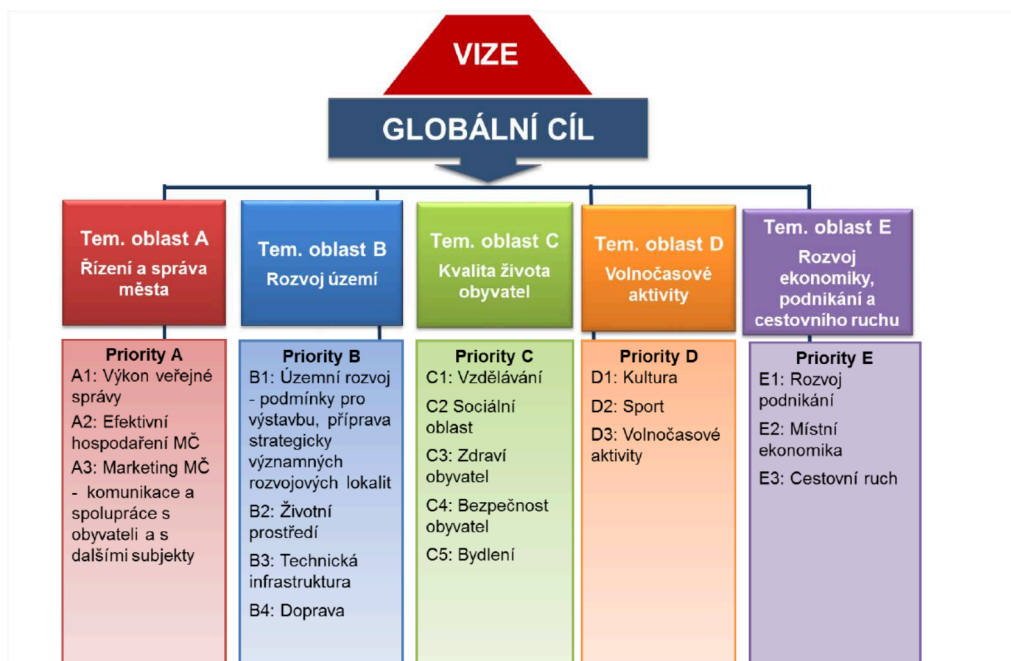 VIZE
GLOBÁLNÍ CÍL
Tem. oblast A
Řízení a správa
města
Tem. oblast B
Rozvoj území
Tem. oblast C
Kvalita života
obyvatel
Tem. oblast D
Volnočasové
aktivity
Tem. oblast E
Rozvoj
ekonomiky,
podnikání a
cestovního ruchu
Priority A
A1: Výkon veřejné
správy
A2: Efektivní
hospodaření MČ
A3: Marketing MČ
- komunikace a
spolupráce s
obyvateli a s
dalšími subjekty
Priority B
B1: Územní rozvoj
- podmínky pro
výstavbu, příprava
strategicky
významných
rozvojových lokalit
B2: Životní
prostředí
B3: Technická
infrastruktura
B4: Doprava
Priority C
C1: Vzdělávání
C2 Sociální
oblast
C3: Zdraví
obyvatel
C4: Bezpečnost
obyvatel
C5: Bydlení
Priority D
D1: Kultura
D2: Sport
D3: Volnočasové
aktivity
Priority E
E1: Rozvoj
podnikání
E2: Místní
ekonomika
E3: Cestovní ruch